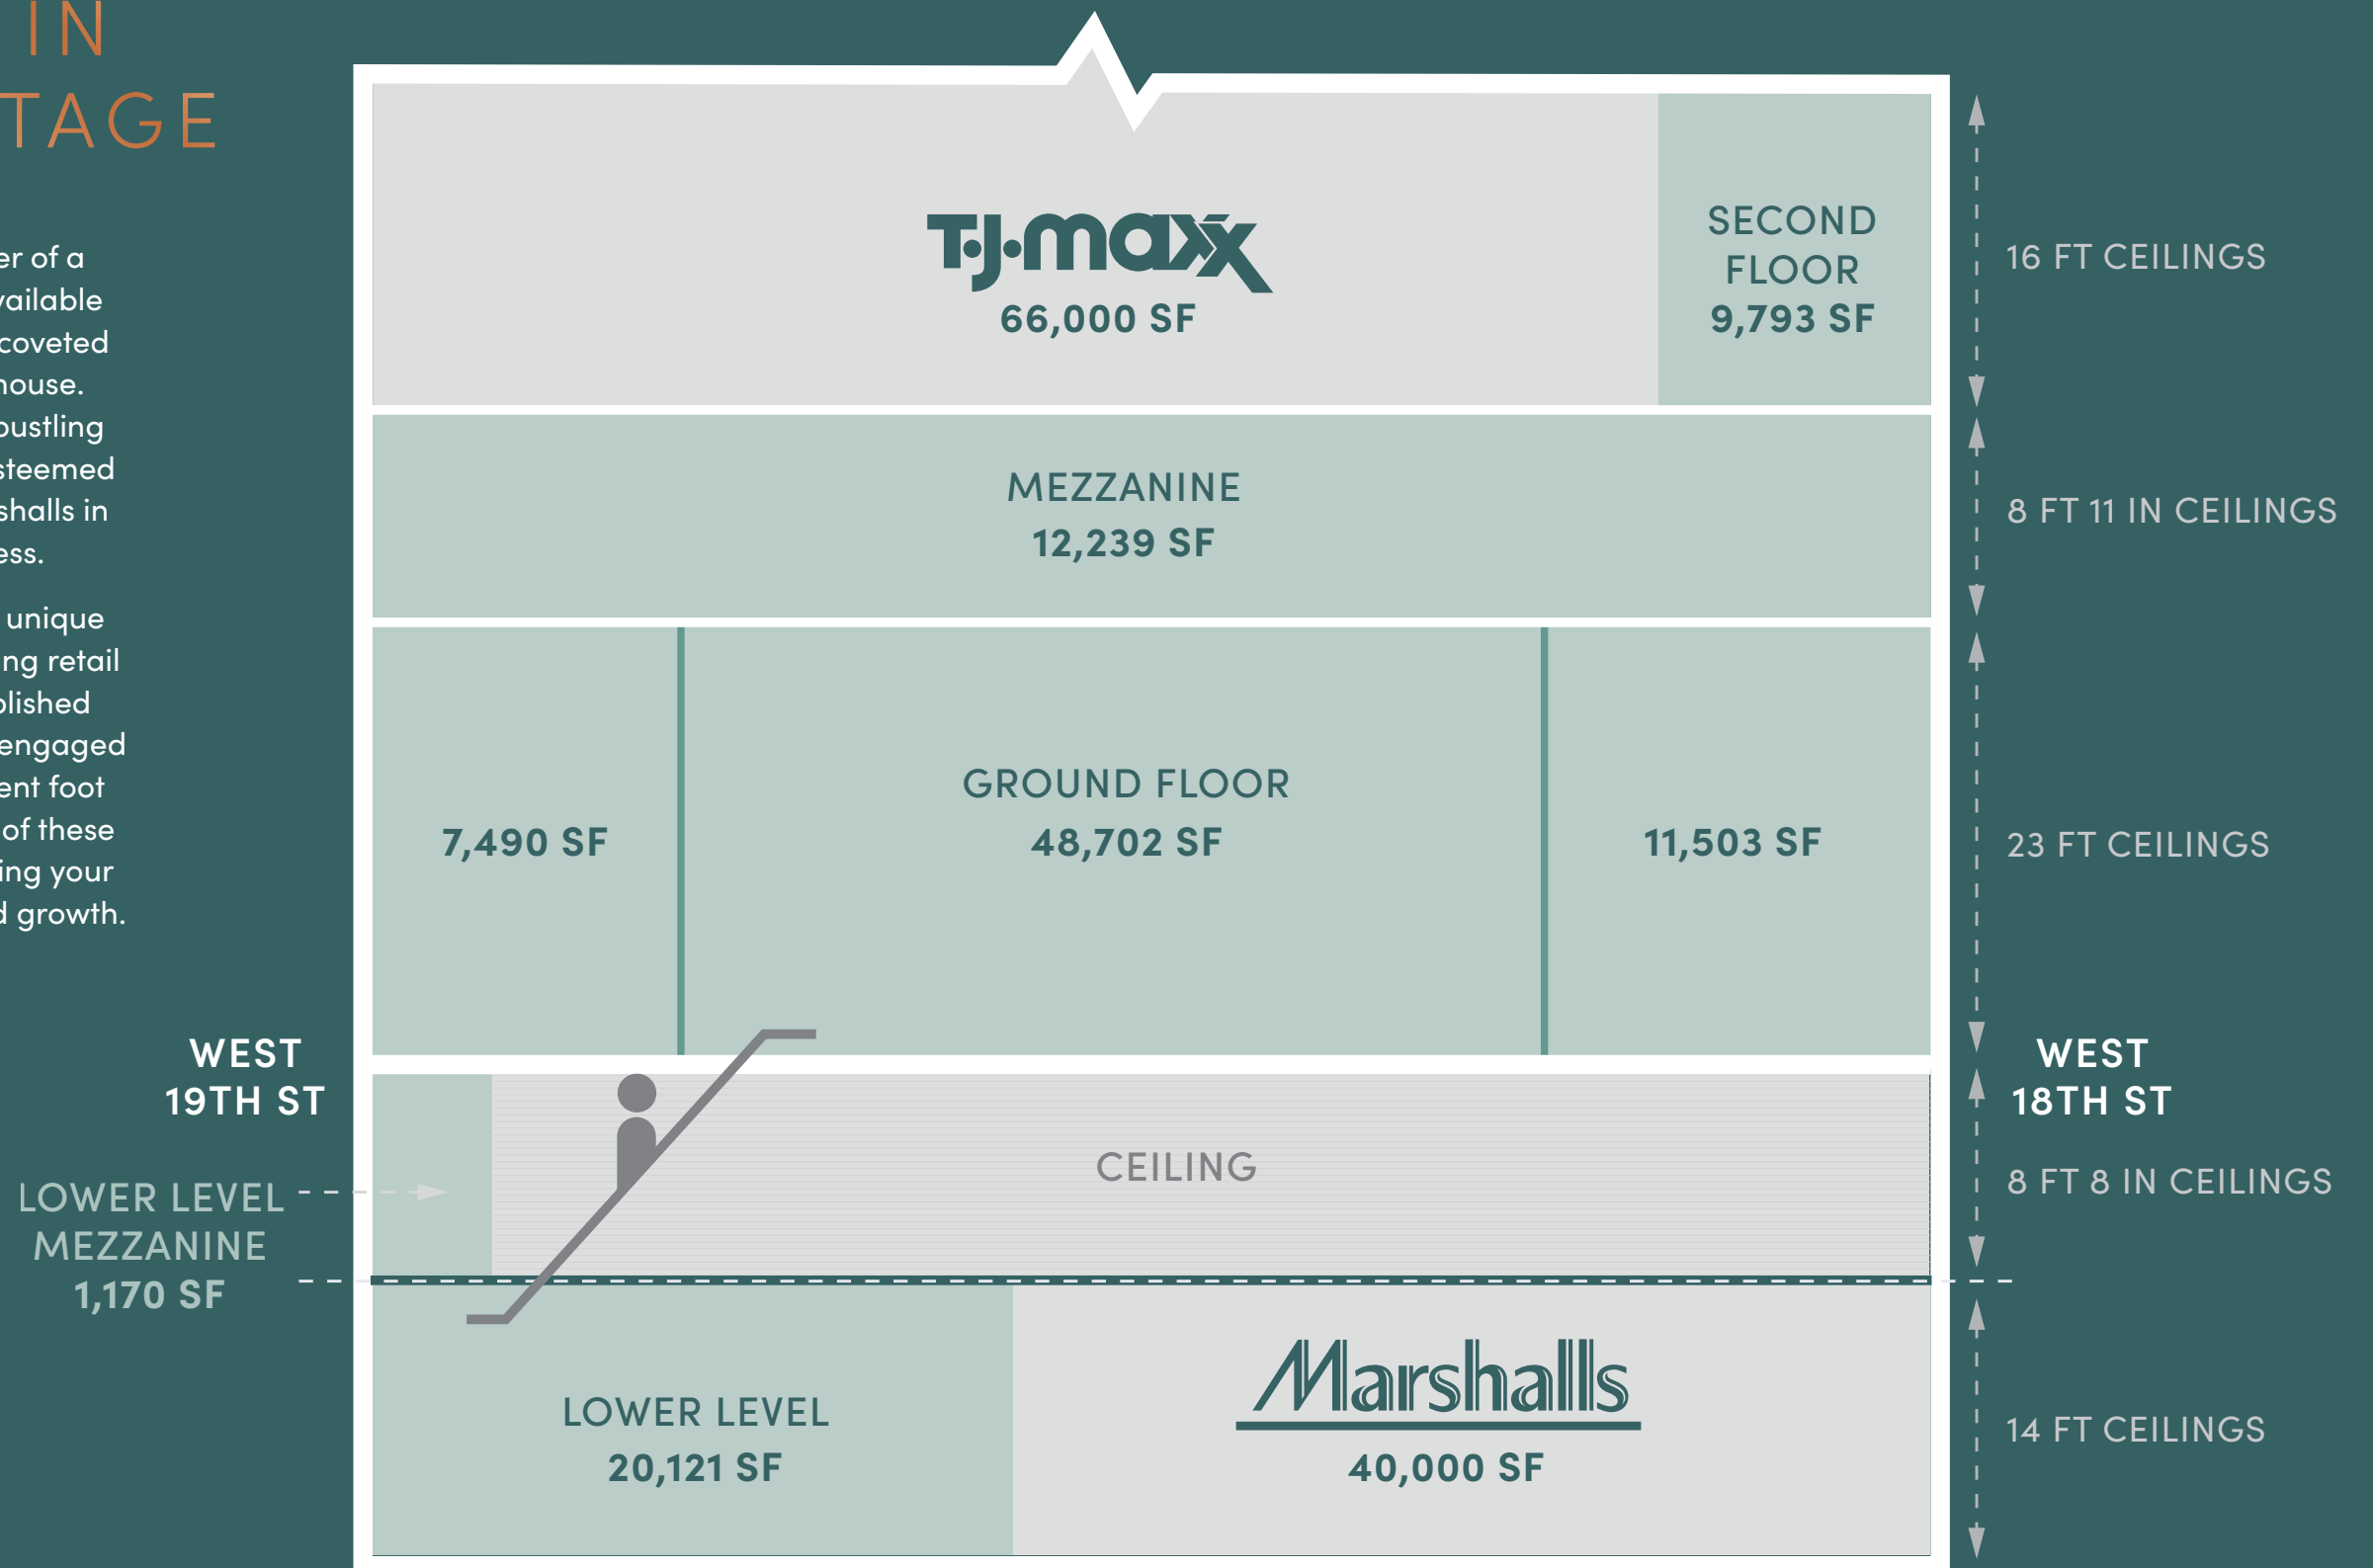 IN
TAGE
er of a
vailable
coveted
house.
bustling
steemed
shalls in
ess.
unique
ng retail
blished
engaged
ent foot
of these
ing your
d growth.
T·J·maxx
66,000 SF
SECOND
FLOOR
9,793 SF
16 FT CEILINGS
MEZZANINE
12,239 SF
8 FT 11 IN CEILINGS
7,490 SF
GROUND FLOOR
48,702 SF
11,503 SF
23 FT CEILINGS
WEST
19TH ST
WEST
18TH ST
LOWER LEVEL
MEZZANINE
1,170 SF
CEILING
8 FT 8 IN CEILINGS
LOWER LEVEL
20,121 SF
Marshalls
40,000 SF
14 FT CEILINGS